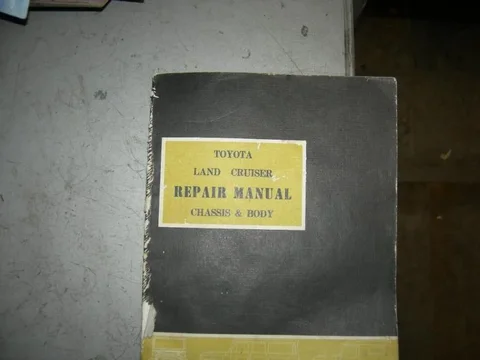 TOYOTA
LAND CRUISER
REPAIR MANUAL
CHASSIS & BODY